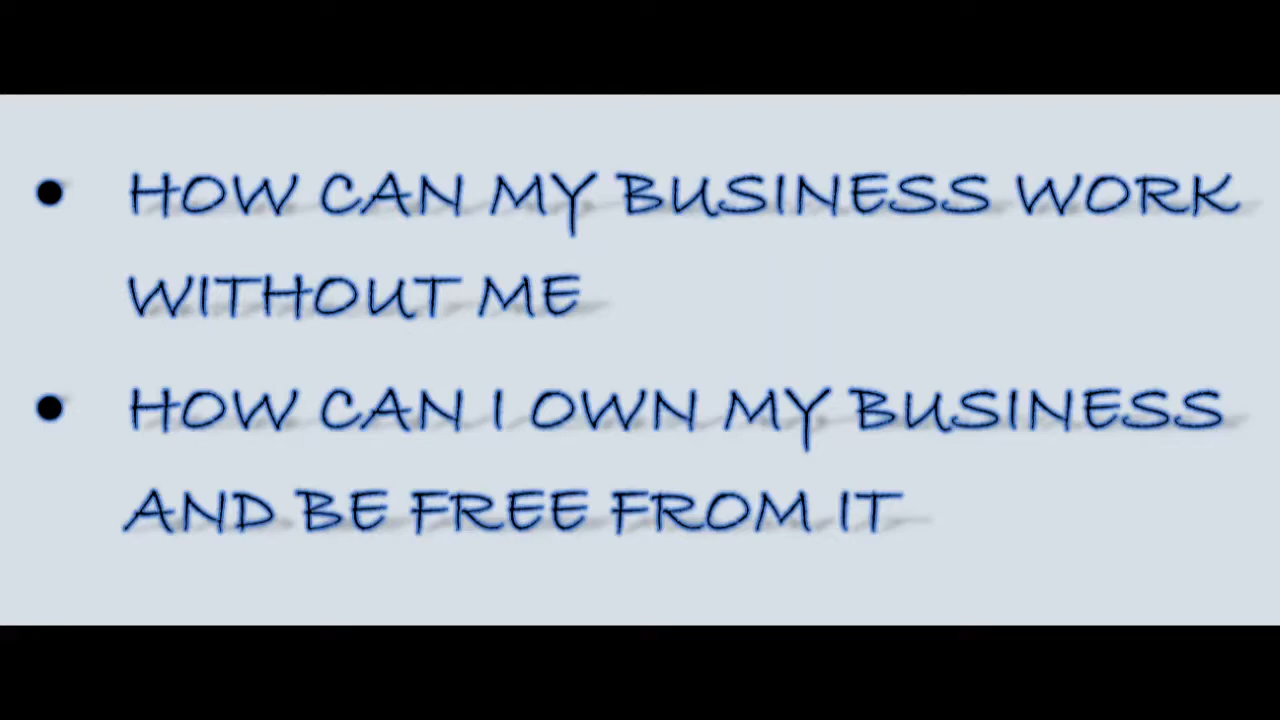 • HOW CAN MY BUSINESS WORK
WITHOUT ME
• HOW CAN I OWN MY BUSINESS
AND BE FREE FROM IT